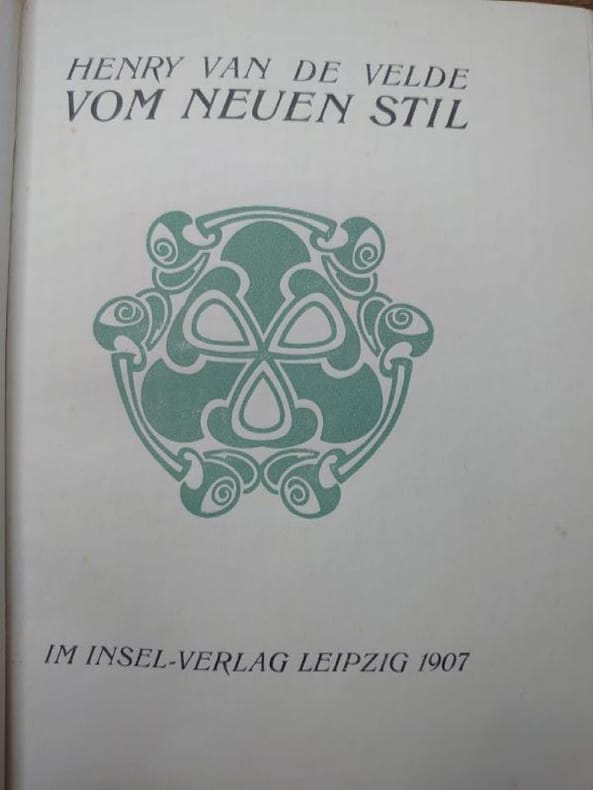 HENRY VAN DE VELDE
VOM NEUEN STIL
IM INSEL-VERLAG LEIPZIG 1907